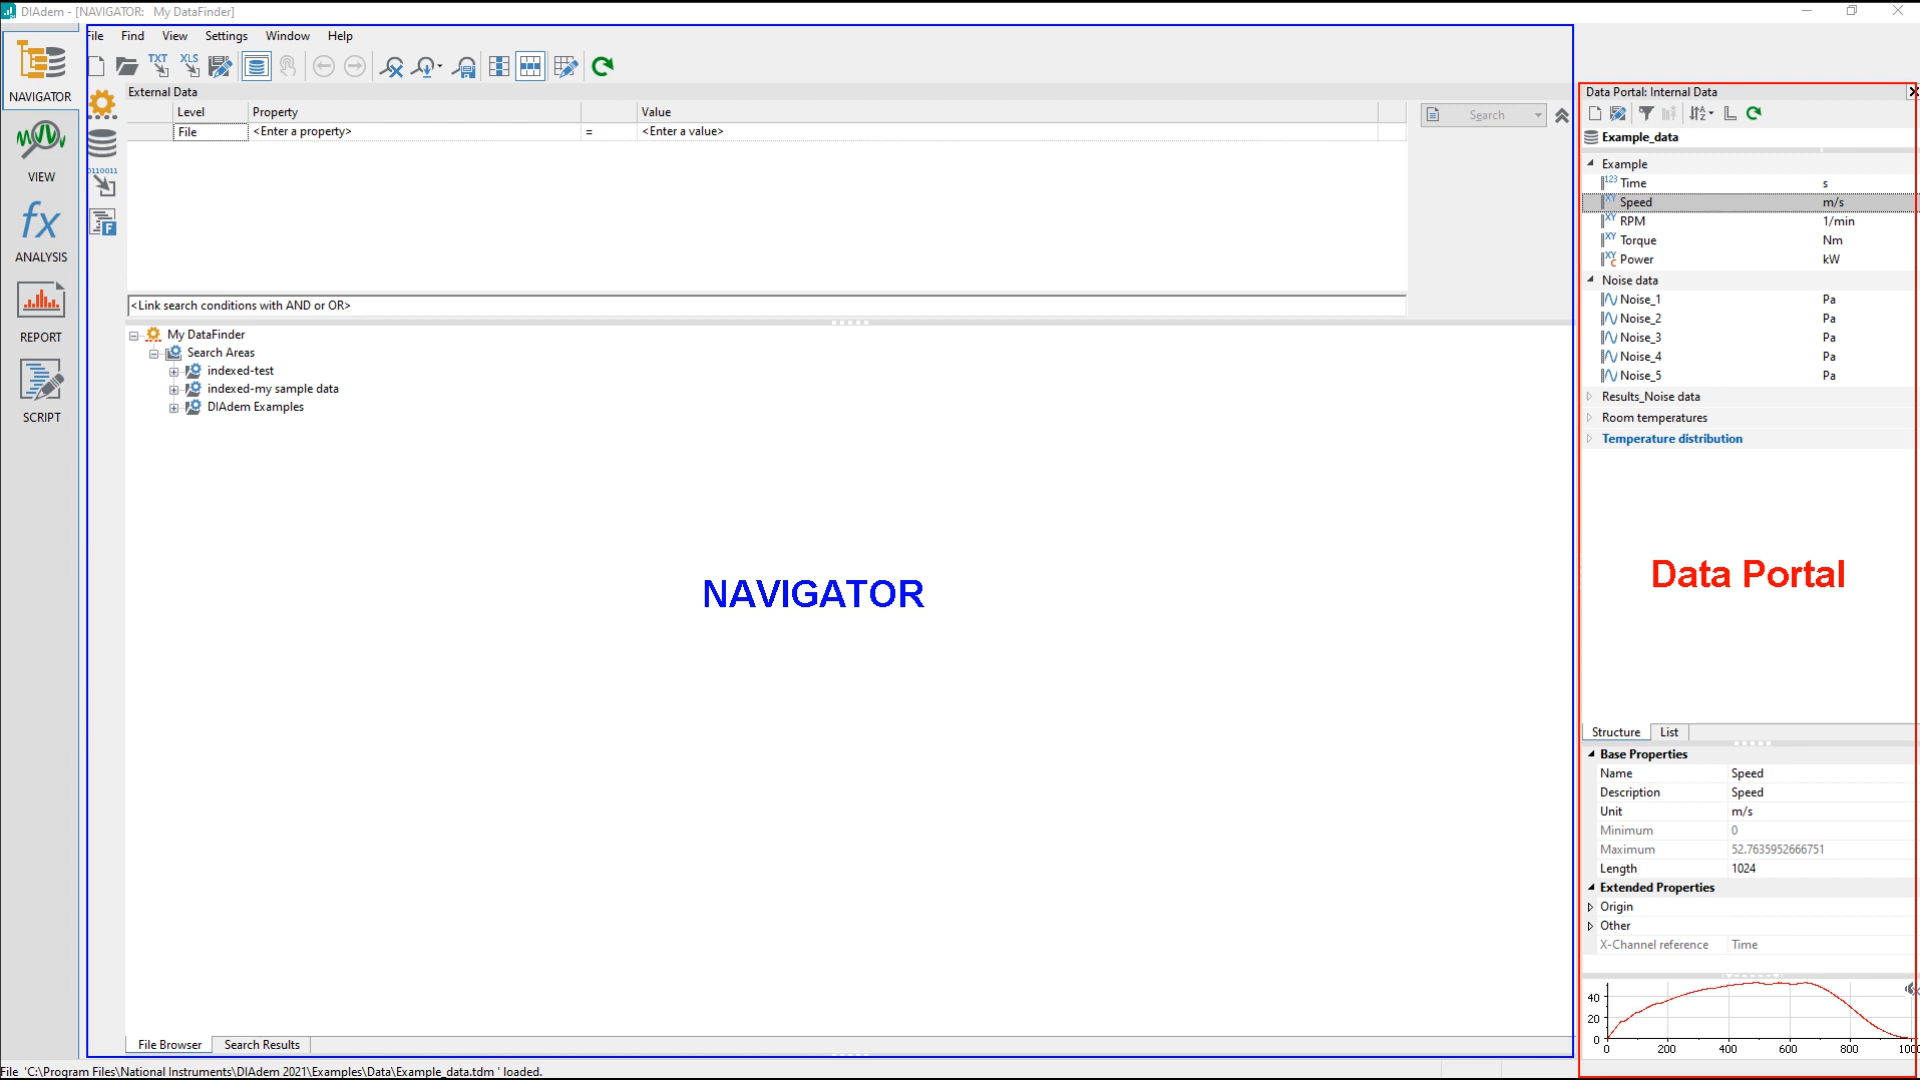 DIAdem - [NAVIGATOR:   My DataFinder]
File Find View Settings Window Help
TXT XLS
NAVIGATOR
VIEW
fx
ANALYSIS
REPORT
SCRIPT
External Data
Level Property Value
File <Enter a property> = <Enter a value>
Search
<Link search conditions with AND or OR>
My DataFinder
Search Areas
indexed-test
indexed-my sample data
DIAdem Examples
NAVIGATOR
File Browser Search Results
File 'C:\Program Files\National Instruments\DIAdem 2021\Examples\Data\Example_data.tdm ' loaded.
Data Portal: Internal Data
Example_data
Example
Time s
Speed m/s
RPM 1/min
Torque Nm
Power kW
Noise data
Noise_1 Pa
Noise_2 Pa
Noise_3 Pa
Noise_4 Pa
Noise_5 Pa
Results_Noise data
Room temperatures
Temperature distribution
Data Portal
Structure List
Base Properties
Name Speed
Description Speed
Unit m/s
Minimum 0
Maximum 52.7635952666751
Length 1024
Extended Properties
Origin
Other
X-Channel reference Time
40
20
0
0 200 400 600 800 1000